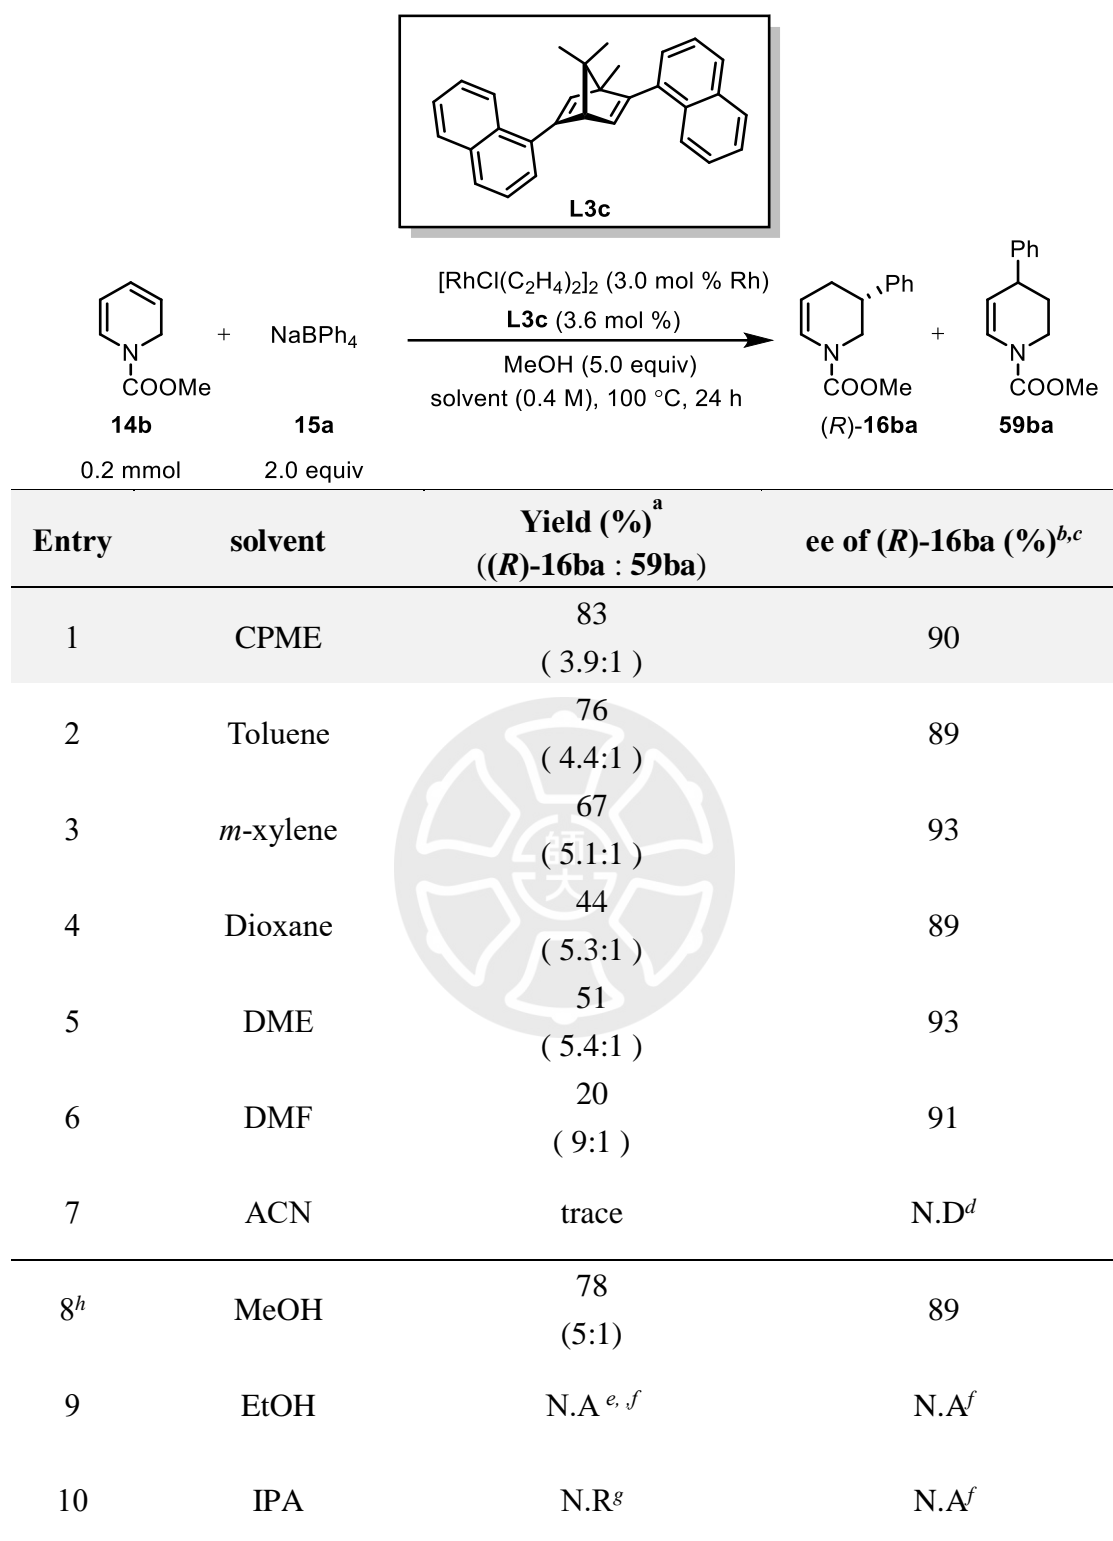 L3c
[RhCl(C2H4)2]2 (3.0 mol % Rh)
L3c (3.6 mol %)
MeOH (5.0 equiv)
solvent (0.4 M), 100 °C, 24 h
N
COOMe
+
NaBPh4
Ph
N
COOMe
+
Ph
N
COOMe
14b
15a
(R)-16ba
59ba
0.2 mmol
2.0 equiv
Entry solvent Yield (%)a ((R)-16ba : 59ba) ee of (R)-16ba (%)b,c
1 CPME 83 ( 3.9:1 ) 90
2 Toluene 76 ( 4.4:1 ) 89
3 m-xylene 67 ( 5.1:1 ) 93
4 Dioxane 44 ( 5.3:1 ) 89
5 DME 51 ( 5.4:1 ) 93
6 DMF 20 ( 9:1 ) 91
7 ACN trace N.Dd
8h MeOH 78 (5:1) 89
9 EtOH N.A e, ,f N.Af
10 IPA N.Rg N.Af
師
大